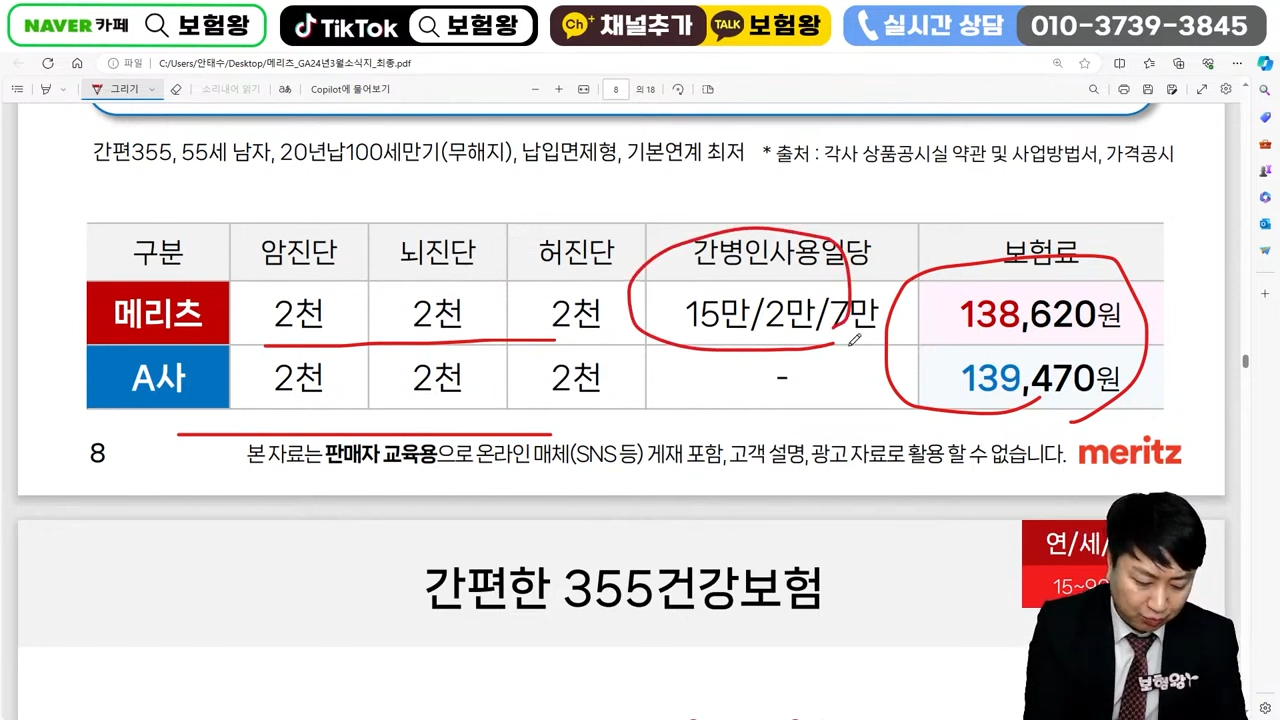 NAVER 카페 보험왕
TikTok 보험왕
Ch+ 채널추가 TALK 보험왕
실시간 상담 010-3739-3845
파일 C:/Users/안태수/Desktop/메리츠_GA24년3월소식지_최종.pdf
그리기 소리내어 읽기 aあ Copilot에 물어보기 8 의 18
간편355, 55세 남자, 20년납100세만기(무해지), 납입면제형, 기본연계 최저 * 출처 : 각사 상품공시실 약관 및 사업방법서, 가격공시
구분 암진단 뇌진단 허진단 간병인사용일당 보험료
메리츠 2천 2천 2천 15만/2만/7만 138,620원
A사 2천 2천 2천 - 139,470원
8 본 자료는 판매자 교육용으로 온라인 매체(SNS 등) 게재 포함, 고객 설명, 광고 자료로 활용 할 수 없습니다. meritz
간편한 355건강보험
연/세/
보험왕